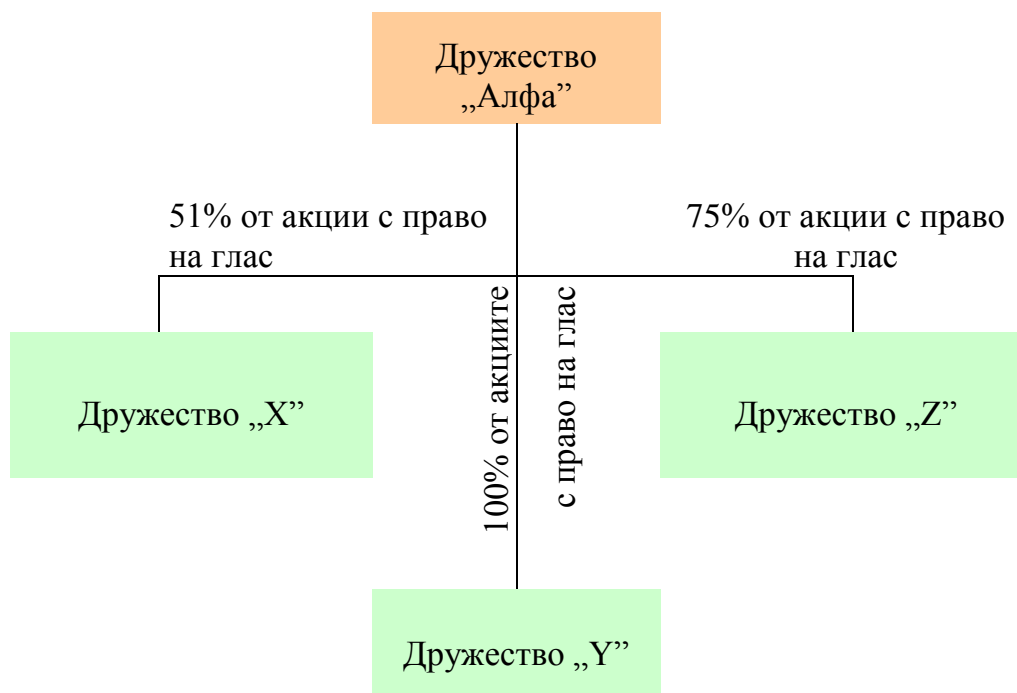 Дружество
„Алфа”
51% от акции с право
на глас
75% от акции с право
на глас
100% от акциите
с право на глас
Дружество „X”
Дружество „Z”
Дружество „Y”